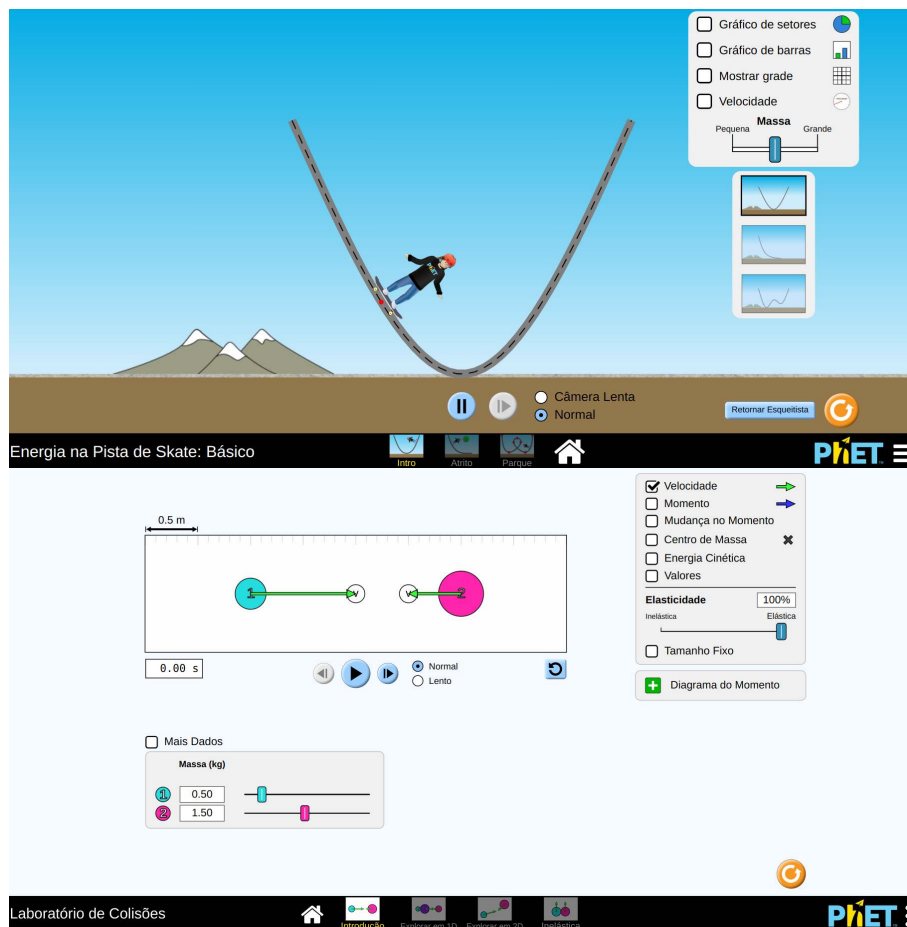 Gráfico de setores
Gráfico de barras
Mostrar grade
Velocidade
Massa
Pequena Grande
PhET
Câmera Lenta
Normal
Retornar Esqueitista
Energia na Pista de Skate: Básico
Intro Atrito Parque
PhET
Velocidade
Momento
Mudança no Momento
Centro de Massa
Energia Cinética
Valores
Elasticidade 100%
Inelástica Elástica
Tamanho Fixo
Diagrama do Momento
0.5 m
1 v v 2
0.00 s
Normal
Lento
Mais Dados
Massa (kg)
1 0.50
2 1.50
Laboratório de Colisões
Introdução Explorar em 1D Explorar em 2D Inelástica
PhET